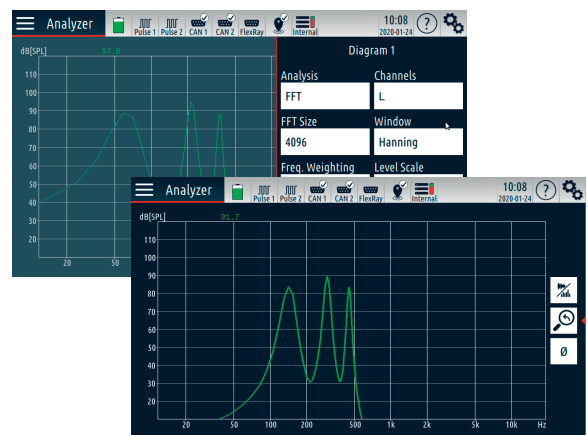 Analyzer
Pulse 1 Pulse 2 CAN 1 CAN 2 FlexRay Internal
10:08
2020-01-24
?
dB[SPL] 97.0
110
100
90
80
70
60
50
40
30
20
20 50
Diagram 1
Analysis Channels
FFT L
FFT Size Window
4096 Hanning
Freq. Weighting Level Scale
Analyzer
Pulse 1 Pulse 2 CAN 1 CAN 2 FlexRay Internal
10:08
2020-01-24
?
dB[SPL] 91.7
110
100
90
80
70
60
50
40
30
20
20 50 100 200 500 1k 2k 5k 10k Hz
Ø